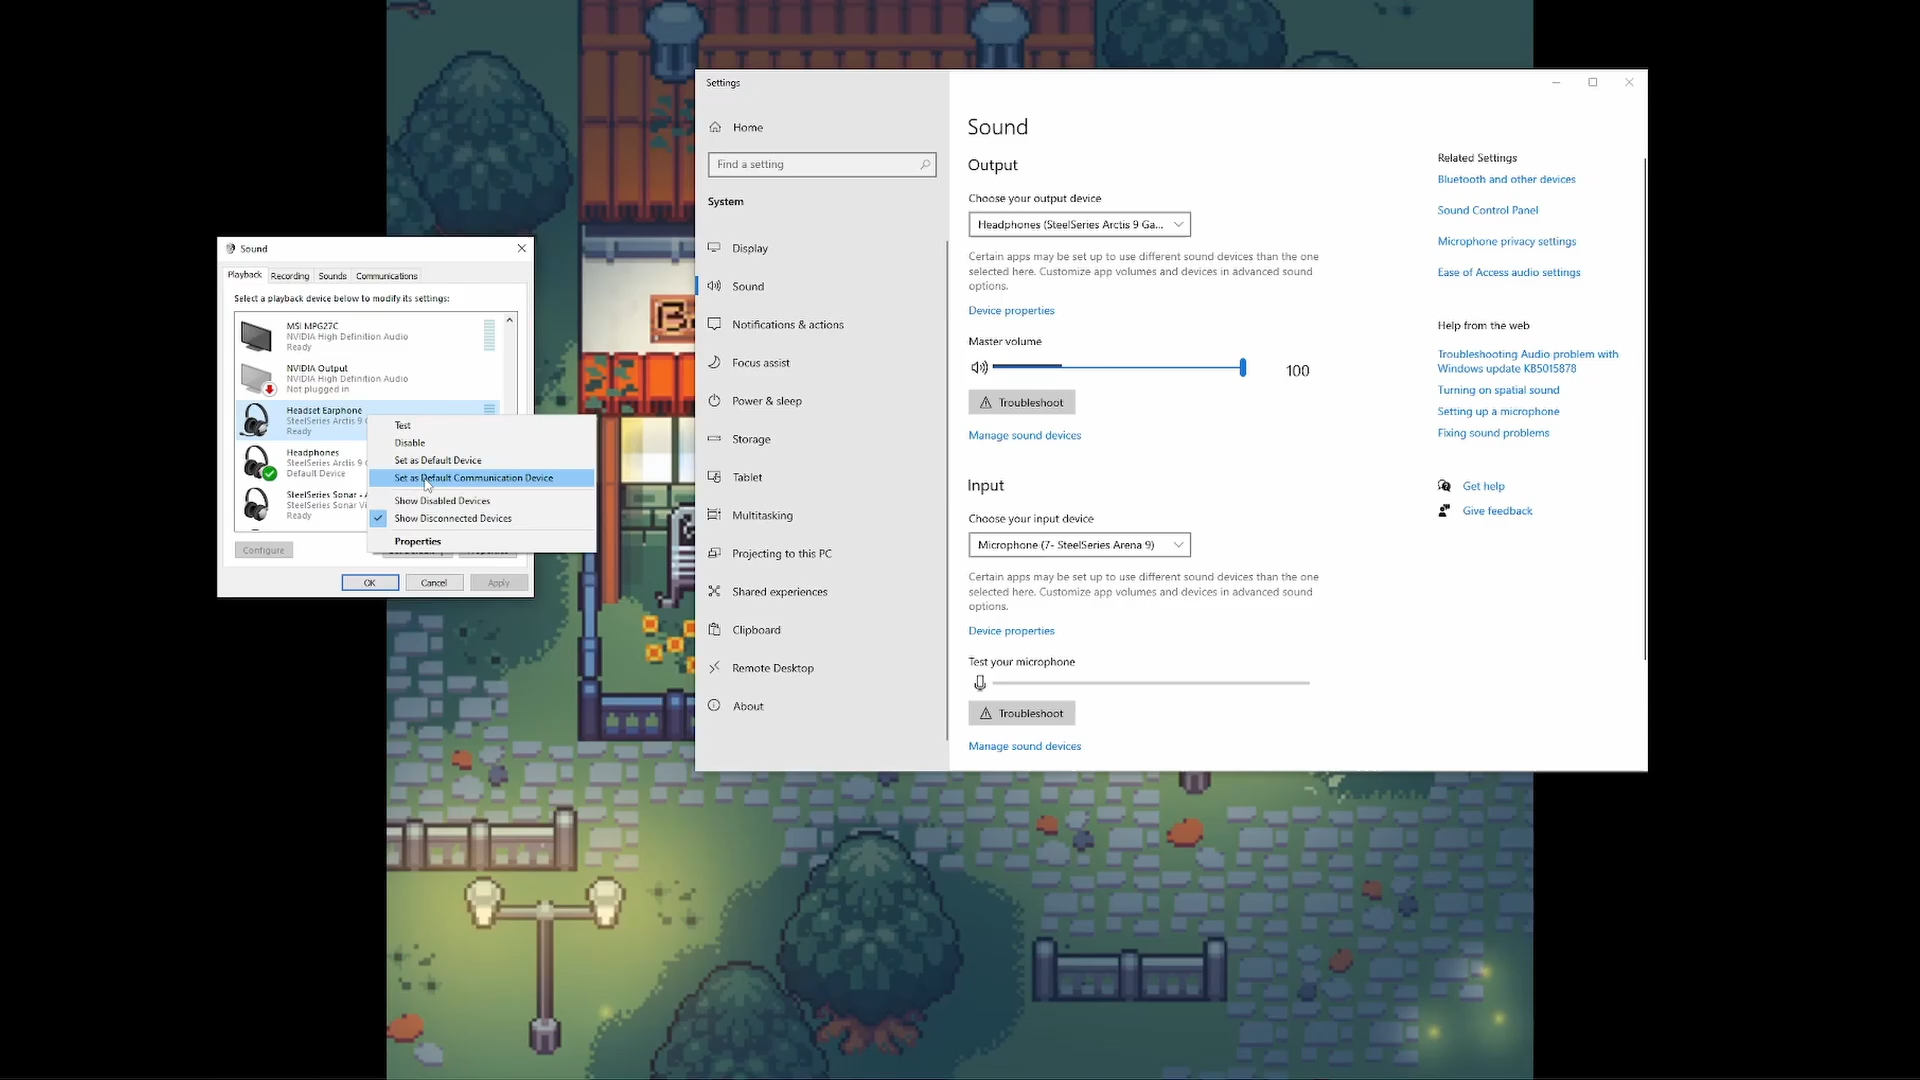 Sound
Playback
Recording
Sounds
Communications
Select a playback device below to modify its settings:
MSI MPG27C
NVIDIA High Definition Audio
Ready
NVIDIA Output
NVIDIA High Definition Audio
Not plugged in
Headset Earphone
SteelSeries Arctis 9
Ready
Headphones
SteelSeries Arctis 9
Default Device
SteelSeries Sonar -
SteelSeries Sonar
Ready
Test
Disable
Set as Default Device
Set as Default Communication Device
Show Disabled Devices
Show Disconnected Devices
Properties
Configure
OK
Cancel
Apply
Settings
Home
Find a setting
System
Display
Sound
Notifications & actions
Focus assist
Power & sleep
Storage
Tablet
Multitasking
Projecting to this PC
Shared experiences
Clipboard
Remote Desktop
About
Sound
Output
Choose your output device
Headphones (SteelSeries Arctis 9 Ga...
Certain apps may be set up to use different sound devices than the one
selected here. Customize app volumes and devices in advanced sound
options.
Device properties
Master volume
100
Troubleshoot
Manage sound devices
Input
Choose your input device
Microphone (7- SteelSeries Arena 9)
Certain apps may be set up to use different sound devices than the one
selected here. Customize app volumes and devices in advanced sound
options.
Device properties
Test your microphone
Troubleshoot
Manage sound devices
Related Settings
Bluetooth and other devices
Sound Control Panel
Microphone privacy settings
Ease of Access audio settings
Help from the web
Troubleshooting Audio problem with
Windows update KB5015878
Turning on spatial sound
Setting up a microphone
Fixing sound problems
Get help
Give feedback